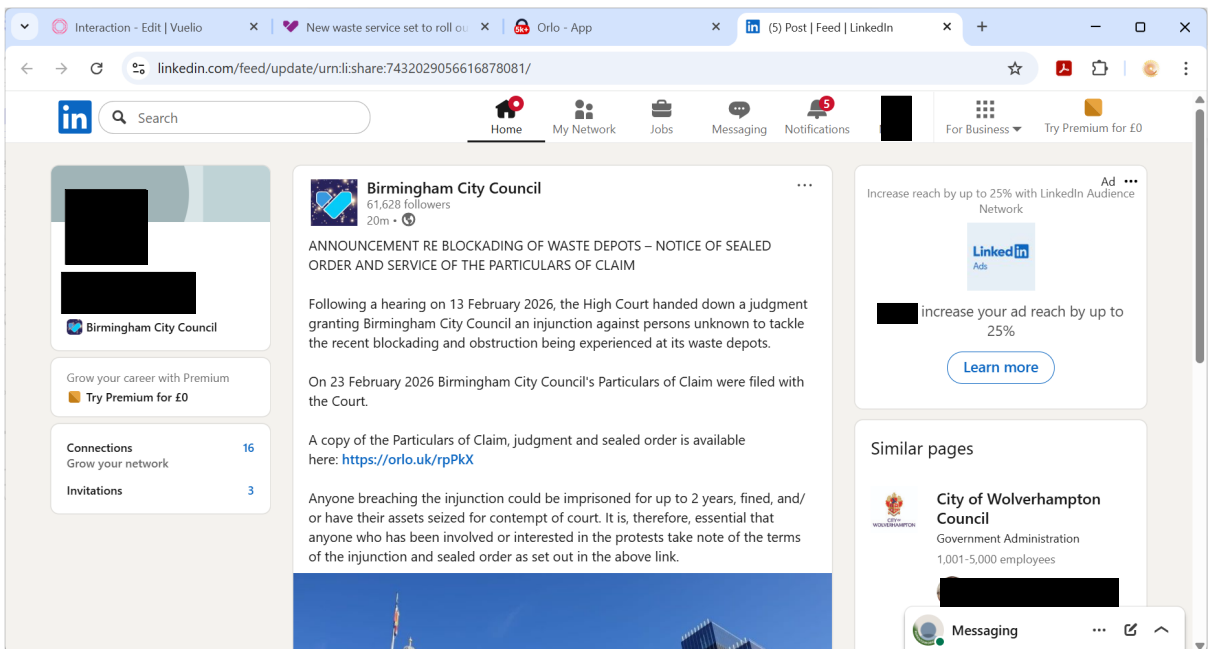 Interaction - Edit | Vuelio
New waste service set to roll ou
5k+
Orlo - App
in
(5) Post | Feed | LinkedIn
linkedin.com/feed/update/urn:li:share:7432029056616878081/
in
Search
Home
My Network
Jobs
Messaging
5
Notifications
For Business
Try Premium for £0
Birmingham City Council
Grow your career with Premium
Try Premium for £0
Connections 16
Grow your network
Invitations 3
Birmingham City Council
61,628 followers
20m •
ANNOUNCEMENT RE BLOCKADING OF WASTE DEPOTS – NOTICE OF SEALED
ORDER AND SERVICE OF THE PARTICULARS OF CLAIM
Following a hearing on 13 February 2026, the High Court handed down a judgment
granting Birmingham City Council an injunction against persons unknown to tackle
the recent blockading and obstruction being experienced at its waste depots.
On 23 February 2026 Birmingham City Council's Particulars of Claim were filed with
the Court.
A copy of the Particulars of Claim, judgment and sealed order is available
here: https://orlo.uk/rpPkX
Anyone breaching the injunction could be imprisoned for up to 2 years, fined, and/
or have their assets seized for contempt of court. It is, therefore, essential that
anyone who has been involved or interested in the protests take note of the terms
of the injunction and sealed order as set out in the above link.
Ad
Increase reach by up to 25% with LinkedIn Audience
Network
Linked in
Ads
increase your ad reach by up to
25%
Learn more
Similar pages
CITY OF
WOLVERHAMPTON
City of Wolverhampton
Council
Government Administration
1,001-5,000 employees
Messaging